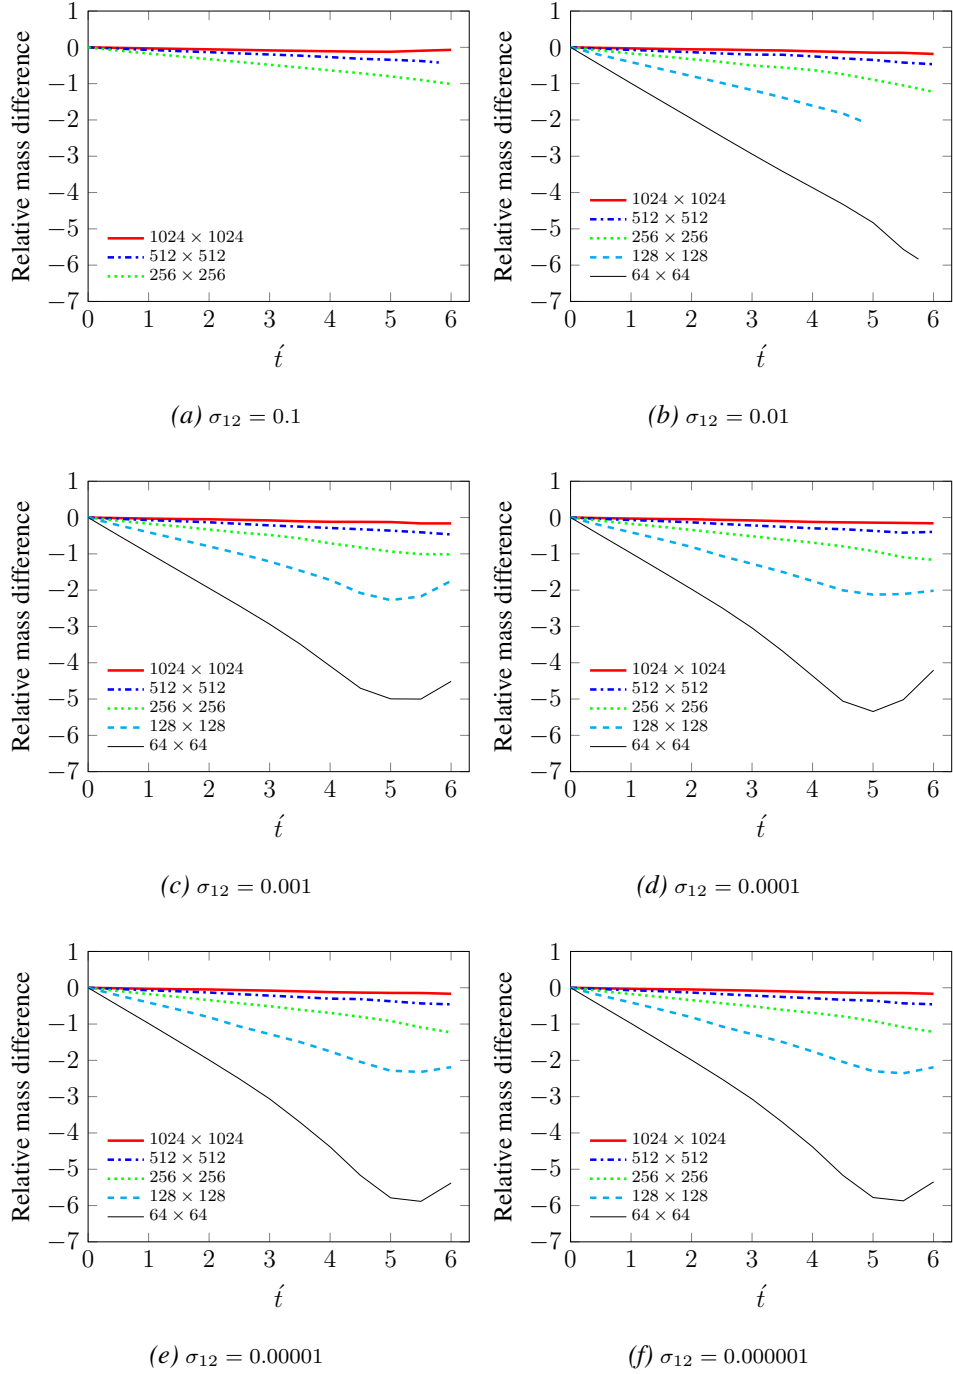 1
0
−1
−2
−3
−4
−5
−6
−7
Relative mass difference
1024 × 1024
512 × 512
256 × 256
0 1 2 3 4 5 6
t́
(a) σ₁₂ = 0.1
1
0
−1
−2
−3
−4
−5
−6
−7
Relative mass difference
1024 × 1024
512 × 512
256 × 256
128 × 128
64 × 64
0 1 2 3 4 5 6
t́
(b) σ₁₂ = 0.01
1
0
−1
−2
−3
−4
−5
−6
−7
Relative mass difference
1024 × 1024
512 × 512
256 × 256
128 × 128
64 × 64
0 1 2 3 4 5 6
t́
(c) σ₁₂ = 0.001
1
0
−1
−2
−3
−4
−5
−6
−7
Relative mass difference
1024 × 1024
512 × 512
256 × 256
128 × 128
64 × 64
0 1 2 3 4 5 6
t́
(d) σ₁₂ = 0.0001
1
0
−1
−2
−3
−4
−5
−6
−7
Relative mass difference
1024 × 1024
512 × 512
256 × 256
128 × 128
64 × 64
0 1 2 3 4 5 6
t́
(e) σ₁₂ = 0.00001
1
0
−1
−2
−3
−4
−5
−6
−7
Relative mass difference
1024 × 1024
512 × 512
256 × 256
128 × 128
64 × 64
0 1 2 3 4 5 6
t́
(f) σ₁₂ = 0.000001